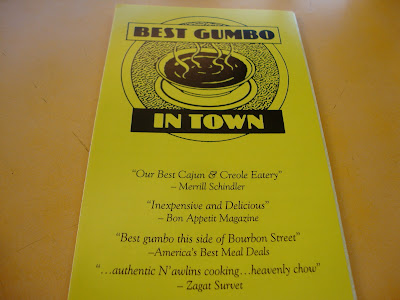 BEST GUMBO
IN TOWN
"Our Best Cajun & Creole Eatery"
– Merrill Schindler
"Inexpensive and Delicious"
– Bon Appetit Magazine
"Best gumbo this side of Bourbon Street"
–America's Best Meal Deals
"...authentic N'awlins cooking...heavenly chow"
– Zagat Survet